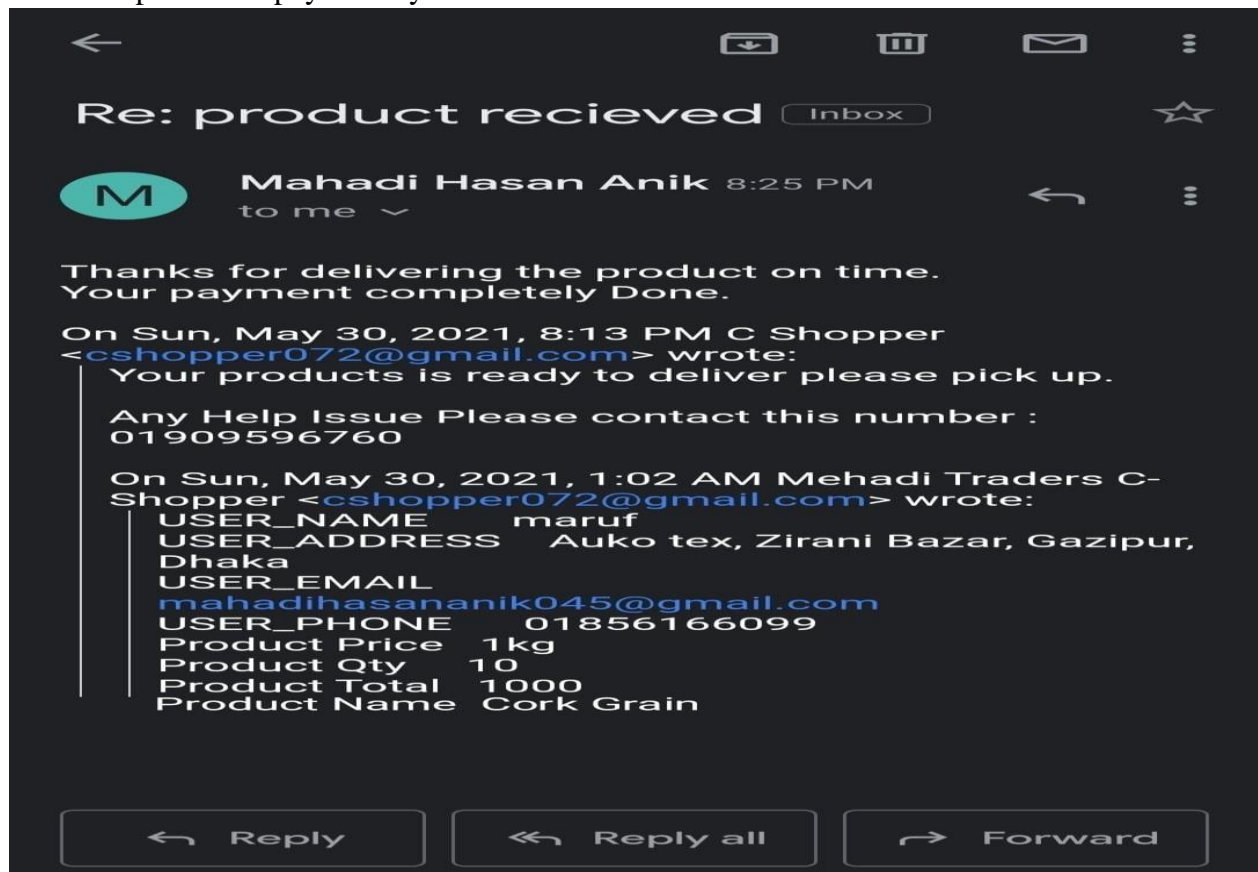 Re: product recieved Inbox
M
Mahadi Hasan Anik 8:25 PM
to me
Thanks for delivering the product on time.
Your payment completely Done.
On Sun, May 30, 2021, 8:13 PM C Shopper
<cshopper072@gmail.com> wrote:
Your products is ready to deliver please pick up.
Any Help Issue Please contact this number :
01909596760
On Sun, May 30, 2021, 1:02 AM Mehadi Traders C-
Shopper <cshopper072@gmail.com> wrote:
USER_NAME maruf
USER_ADDRESS Auko tex, Zirani Bazar, Gazipur,
Dhaka
USER_EMAIL
mahadihasananik045@gmail.com
USER_PHONE 01856166099
Product Price 1kg
Product Qty 10
Product Total 1000
Product Name Cork Grain
Reply Reply all Forward